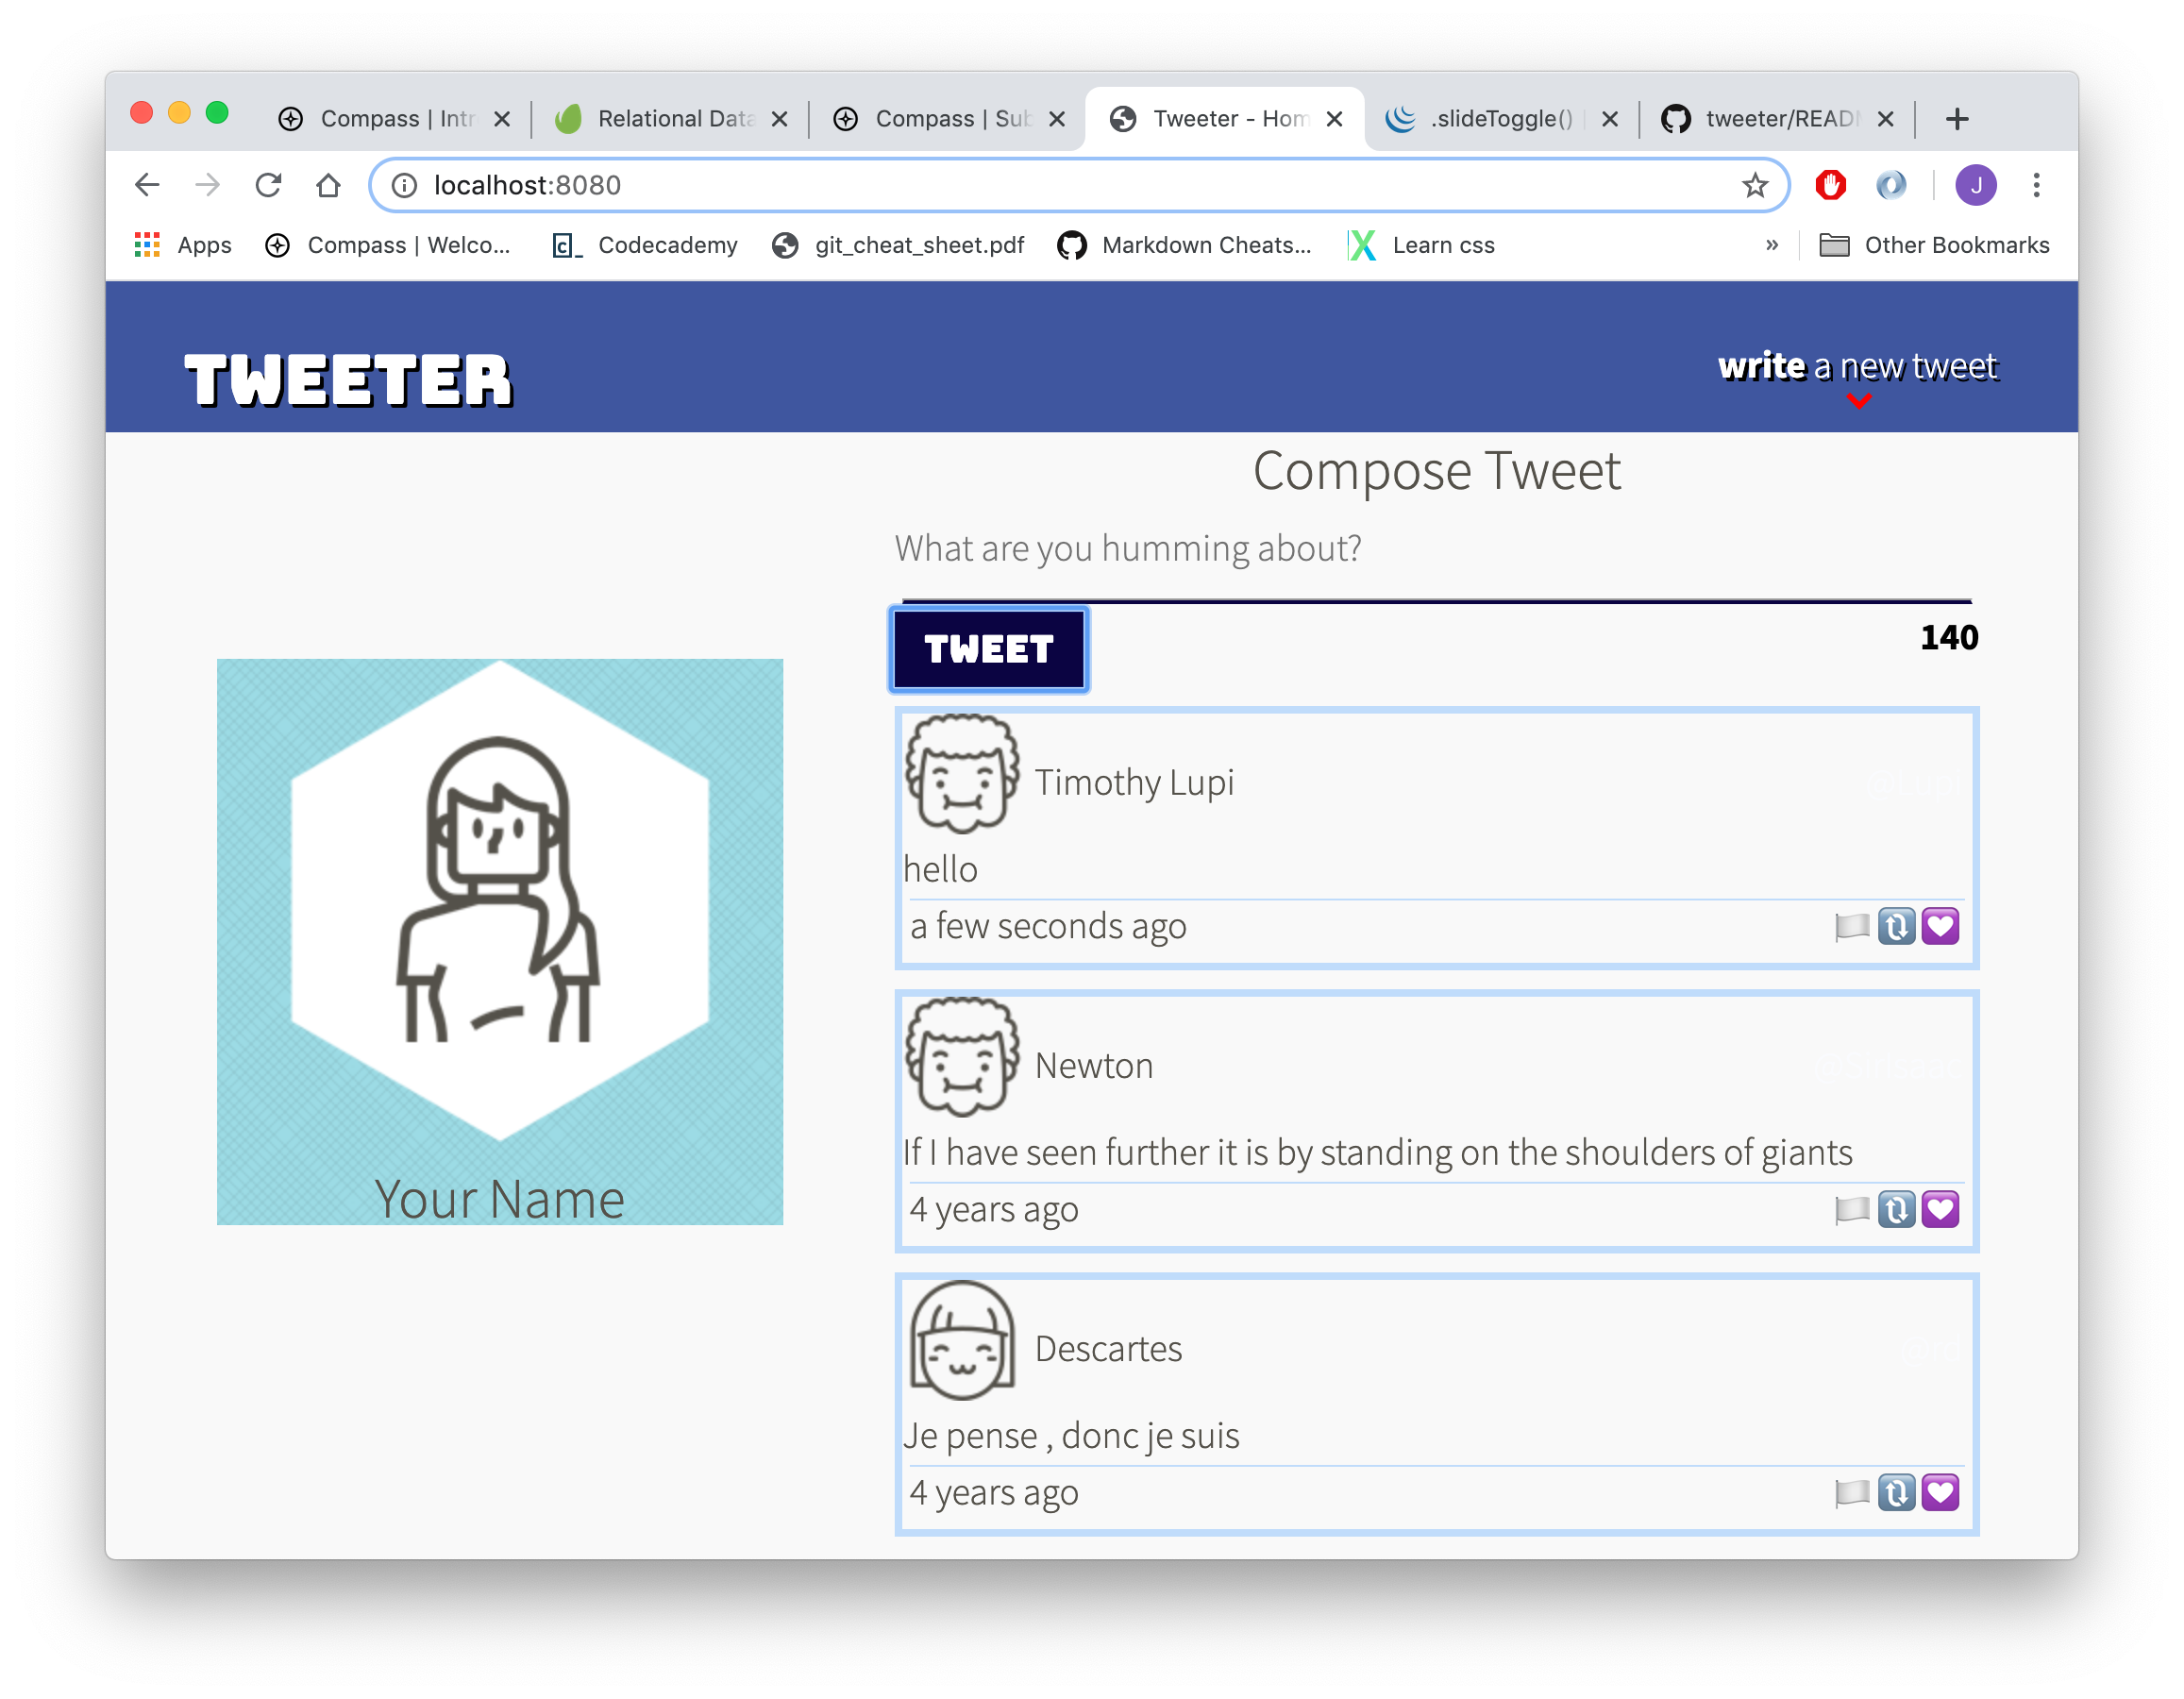 Compass | Intr
Relational Data
Compass | Sub
Tweeter - Hom
.slideToggle()
tweeter/READ
localhost:8080
J
Apps
Compass | Welco...
Codecademy
git_cheat_sheet.pdf
Markdown Cheats...
Learn css
»
Other Bookmarks
TWEETER
write a new tweet
Compose Tweet
What are you humming about?
TWEET
140
Timothy Lupi
hello
a few seconds ago
Newton
If I have seen further it is by standing on the shoulders of giants
4 years ago
Descartes
Je pense , donc je suis
4 years ago
Your Name